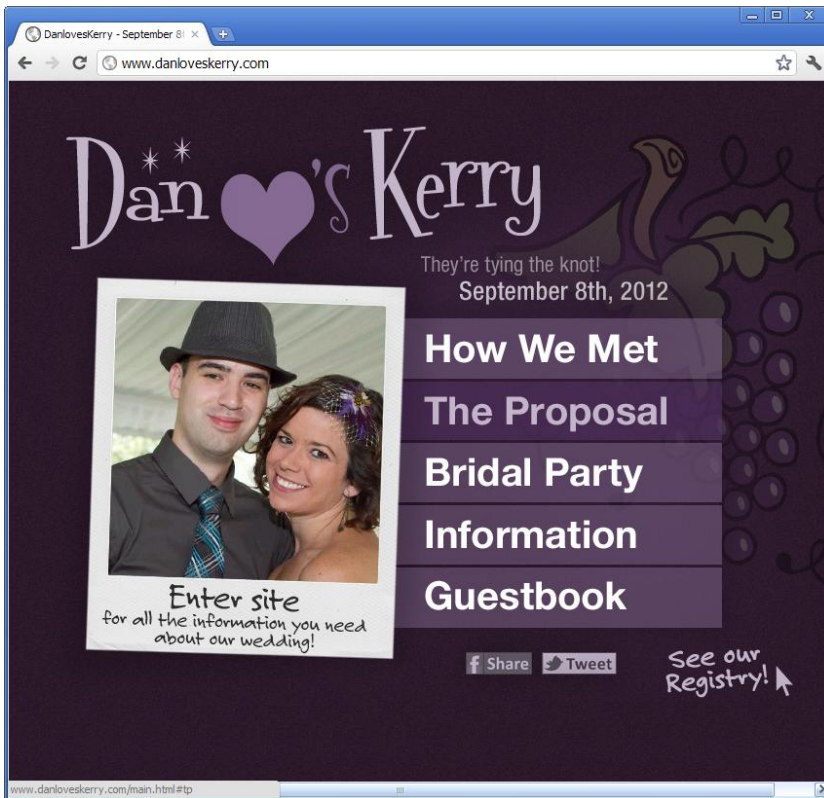 DanlovesKerry - September 8t
www.danloveskerry.com
Dan ♥'s Kerry
They're tying the knot!
September 8th, 2012
How We Met
The Proposal
Bridal Party
Information
Guestbook
Enter site
for all the information you need
about our wedding!
f Share
Tweet
See our
Registry!
www.danloveskerry.com/main.html#tp